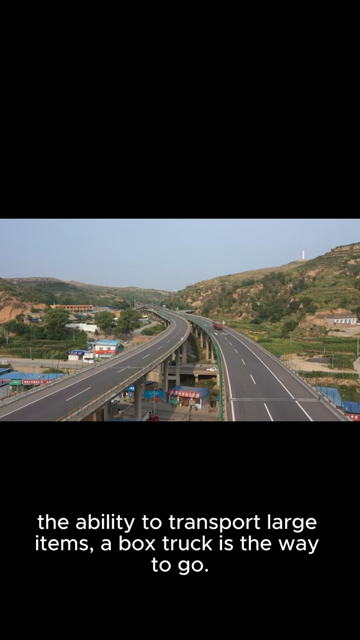 the ability to transport large
items, a box truck is the way
to go.